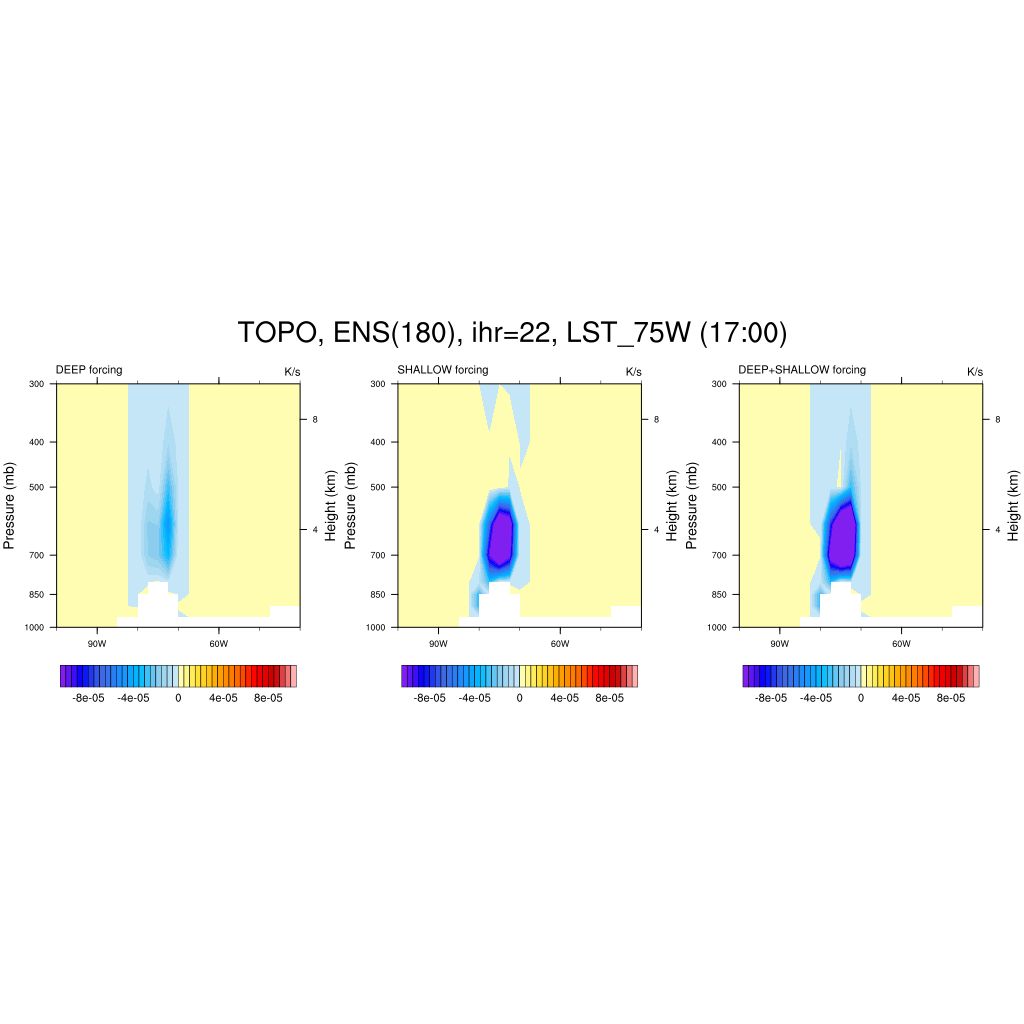 TOPO, ENS(180), ihr=22, LST_75W (17:00)
DEEP forcing K/s
300
400
500
700
850
1000
Pressure (mb)
8
4
Height (km)
90W 60W
-8e-05 -4e-05 0 4e-05 8e-05
SHALLOW forcing K/s
300
400
500
700
850
1000
Pressure (mb)
8
4
Height (km)
90W 60W
-8e-05 -4e-05 0 4e-05 8e-05
DEEP+SHALLOW forcing K/s
300
400
500
700
850
1000
Pressure (mb)
8
4
Height (km)
90W 60W
-8e-05 -4e-05 0 4e-05 8e-05